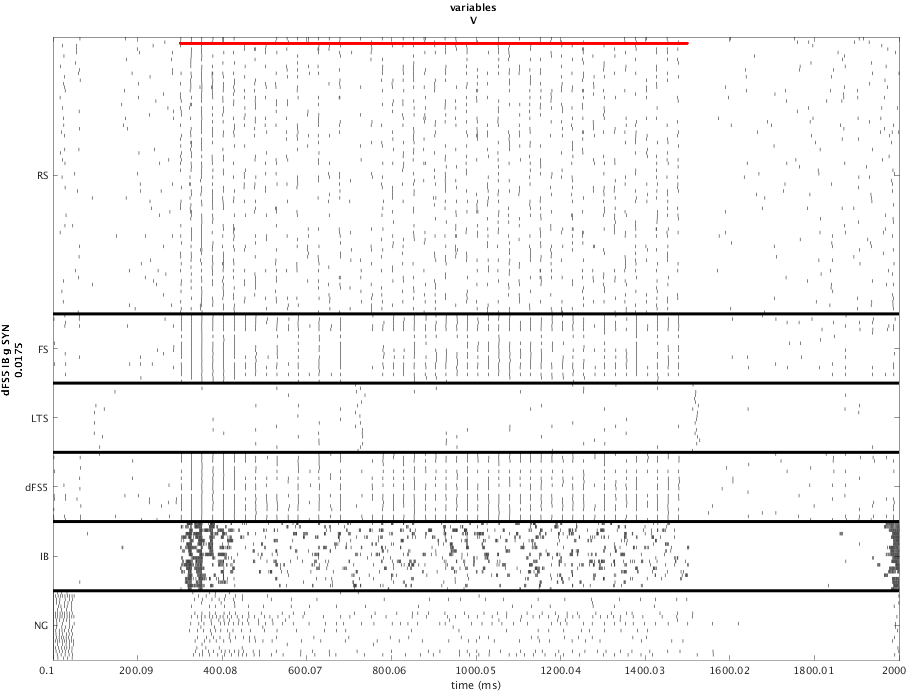 variables
V
dFS5 IB g SYN
0.0175
RS
FS
LTS
dFS5
IB
NG
0.1 200.09 400.08 600.07 800.06 1000.05 1200.04 1400.03 1600.02 1800.01 2000
time (ms)